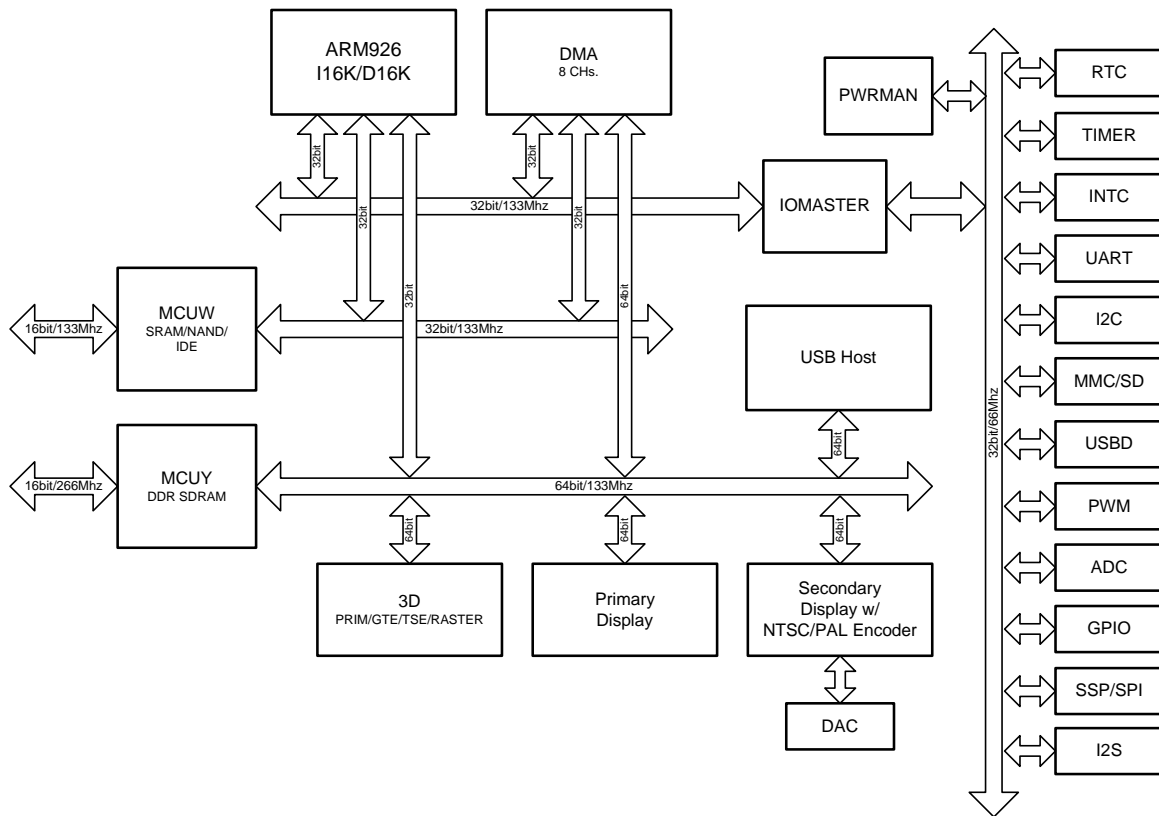 ARM926
I16K/D16K
DMA
8 CHs.
PWRMAN
RTC
TIMER
32bit
32bit
INTC
32bit/133Mhz
IOMASTER
32bit
32bit
UART
32bit
64bit
I2C
MCUW
SRAM/NAND/
IDE
16bit/133Mhz
32bit/133Mhz
USB Host
MMC/SD
32bit/66Mhz
USBD
64bit
MCUY
DDR SDRAM
16bit/266Mhz
64bit/133Mhz
PWM
64bit
64bit
64bit
ADC
3D
PRIM/GTE/TSE/RASTER
Primary
Display
Secondary
Display w/
NTSC/PAL Encoder
GPIO
SSP/SPI
DAC
I2S